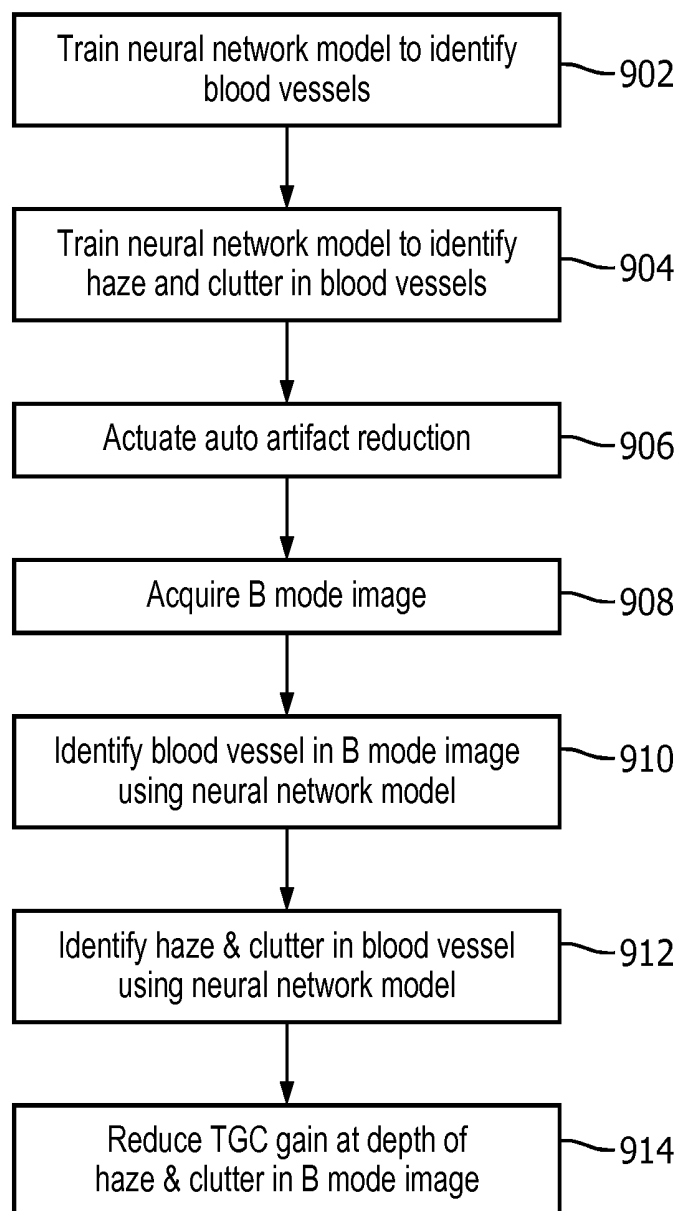 Train neural network model to identify
blood vessels
902
Train neural network model to identify
haze and clutter in blood vessels
904
Actuate auto artifact reduction
906
Acquire B mode image
908
Identify blood vessel in B mode image
using neural network model
910
Identify haze & clutter in blood vessel
using neural network model
912
Reduce TGC gain at depth of
haze & clutter in B mode image
914